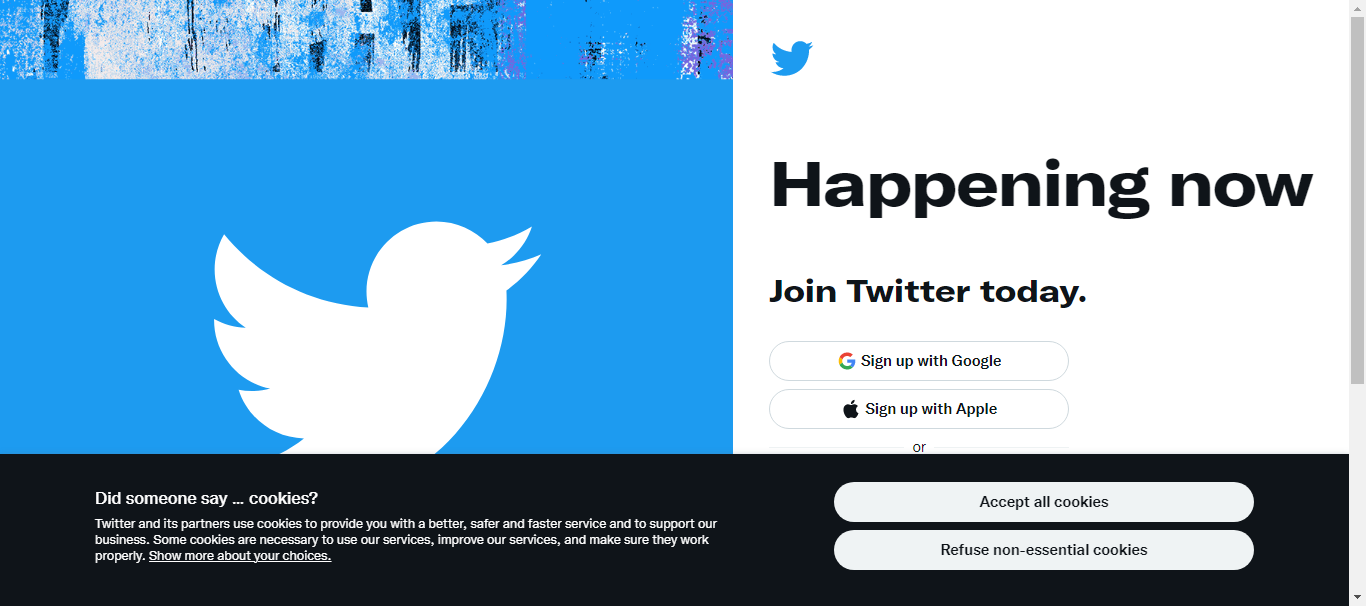 Happening now
Join Twitter today.
Sign up with Google
Sign up with Apple
or
Did someone say … cookies?
Twitter and its partners use cookies to provide you with a better, safer and faster service and to support our
business. Some cookies are necessary to use our services, improve our services, and make sure they work
properly. Show more about your choices.
Accept all cookies
Refuse non-essential cookies